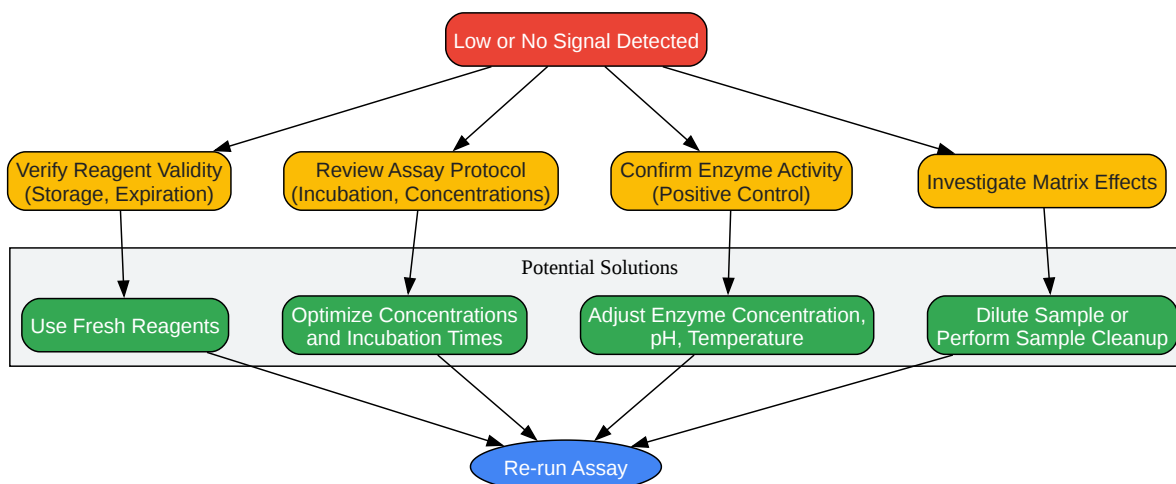 Low or No Signal Detected
Verify Reagent Validity
(Storage, Expiration)
Review Assay Protocol
(Incubation, Concentrations)
Confirm Enzyme Activity
(Positive Control)
Investigate Matrix Effects
Potential Solutions
Use Fresh Reagents
Optimize Concentrations
and Incubation Times
Adjust Enzyme Concentration,
pH, Temperature
Dilute Sample or
Perform Sample Cleanup
Re-run Assay